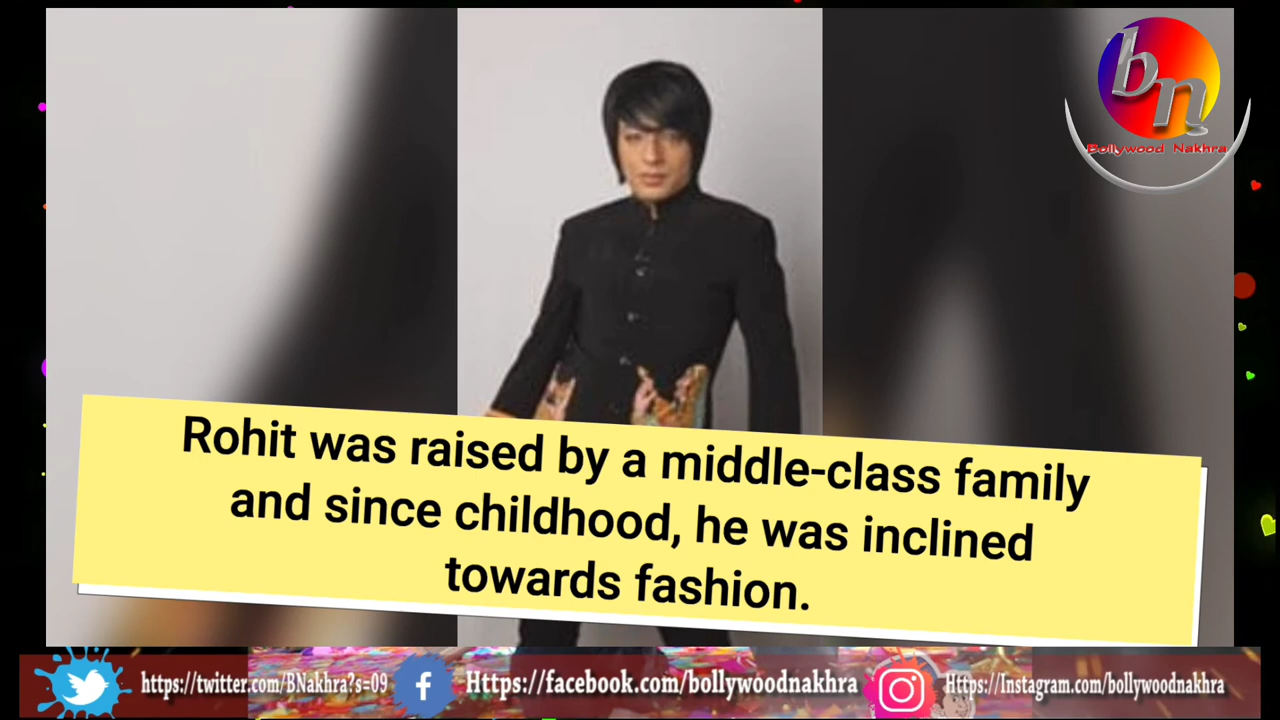 bn
Bollywood Nakhra
Rohit was raised by a middle-class family
and since childhood, he was inclined
towards fashion.
https://twitter.com/BNakhra?s=09
Https://facebook.com/bollywoodnakhra
Https://Instagram.com/bollywoodnakhra